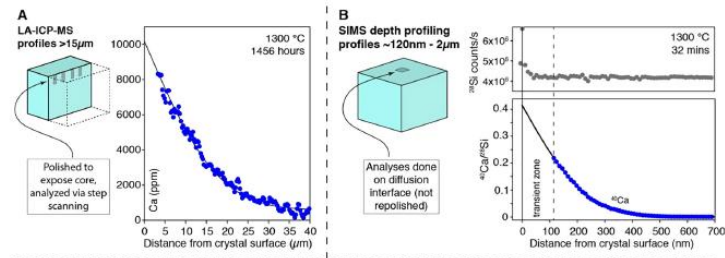 A
LA-ICP-MS
profiles >15µm
Polished to
expose core,
analyzed via step
scanning
1300 °C
1456 hours
10000
8000
6000
4000
2000
0
Ca (ppm)
0 5 10 15 20 25 30 35 40
Distance from crystal surface (µm)
B
SIMS depth profiling
profiles ~120nm - 2µm
Analyses done
on diffusion
interface (not
repolished)
²⁸Si counts/s
6x10⁸
4x10⁸
1300 °C
32 mins
⁴⁰Ca/²⁸Si
0.4
0.3
0.2
0.1
0
transient zone
⁴⁰Ca
0 100 200 300 400 500 600 700
Distance from crystal surface (nm)